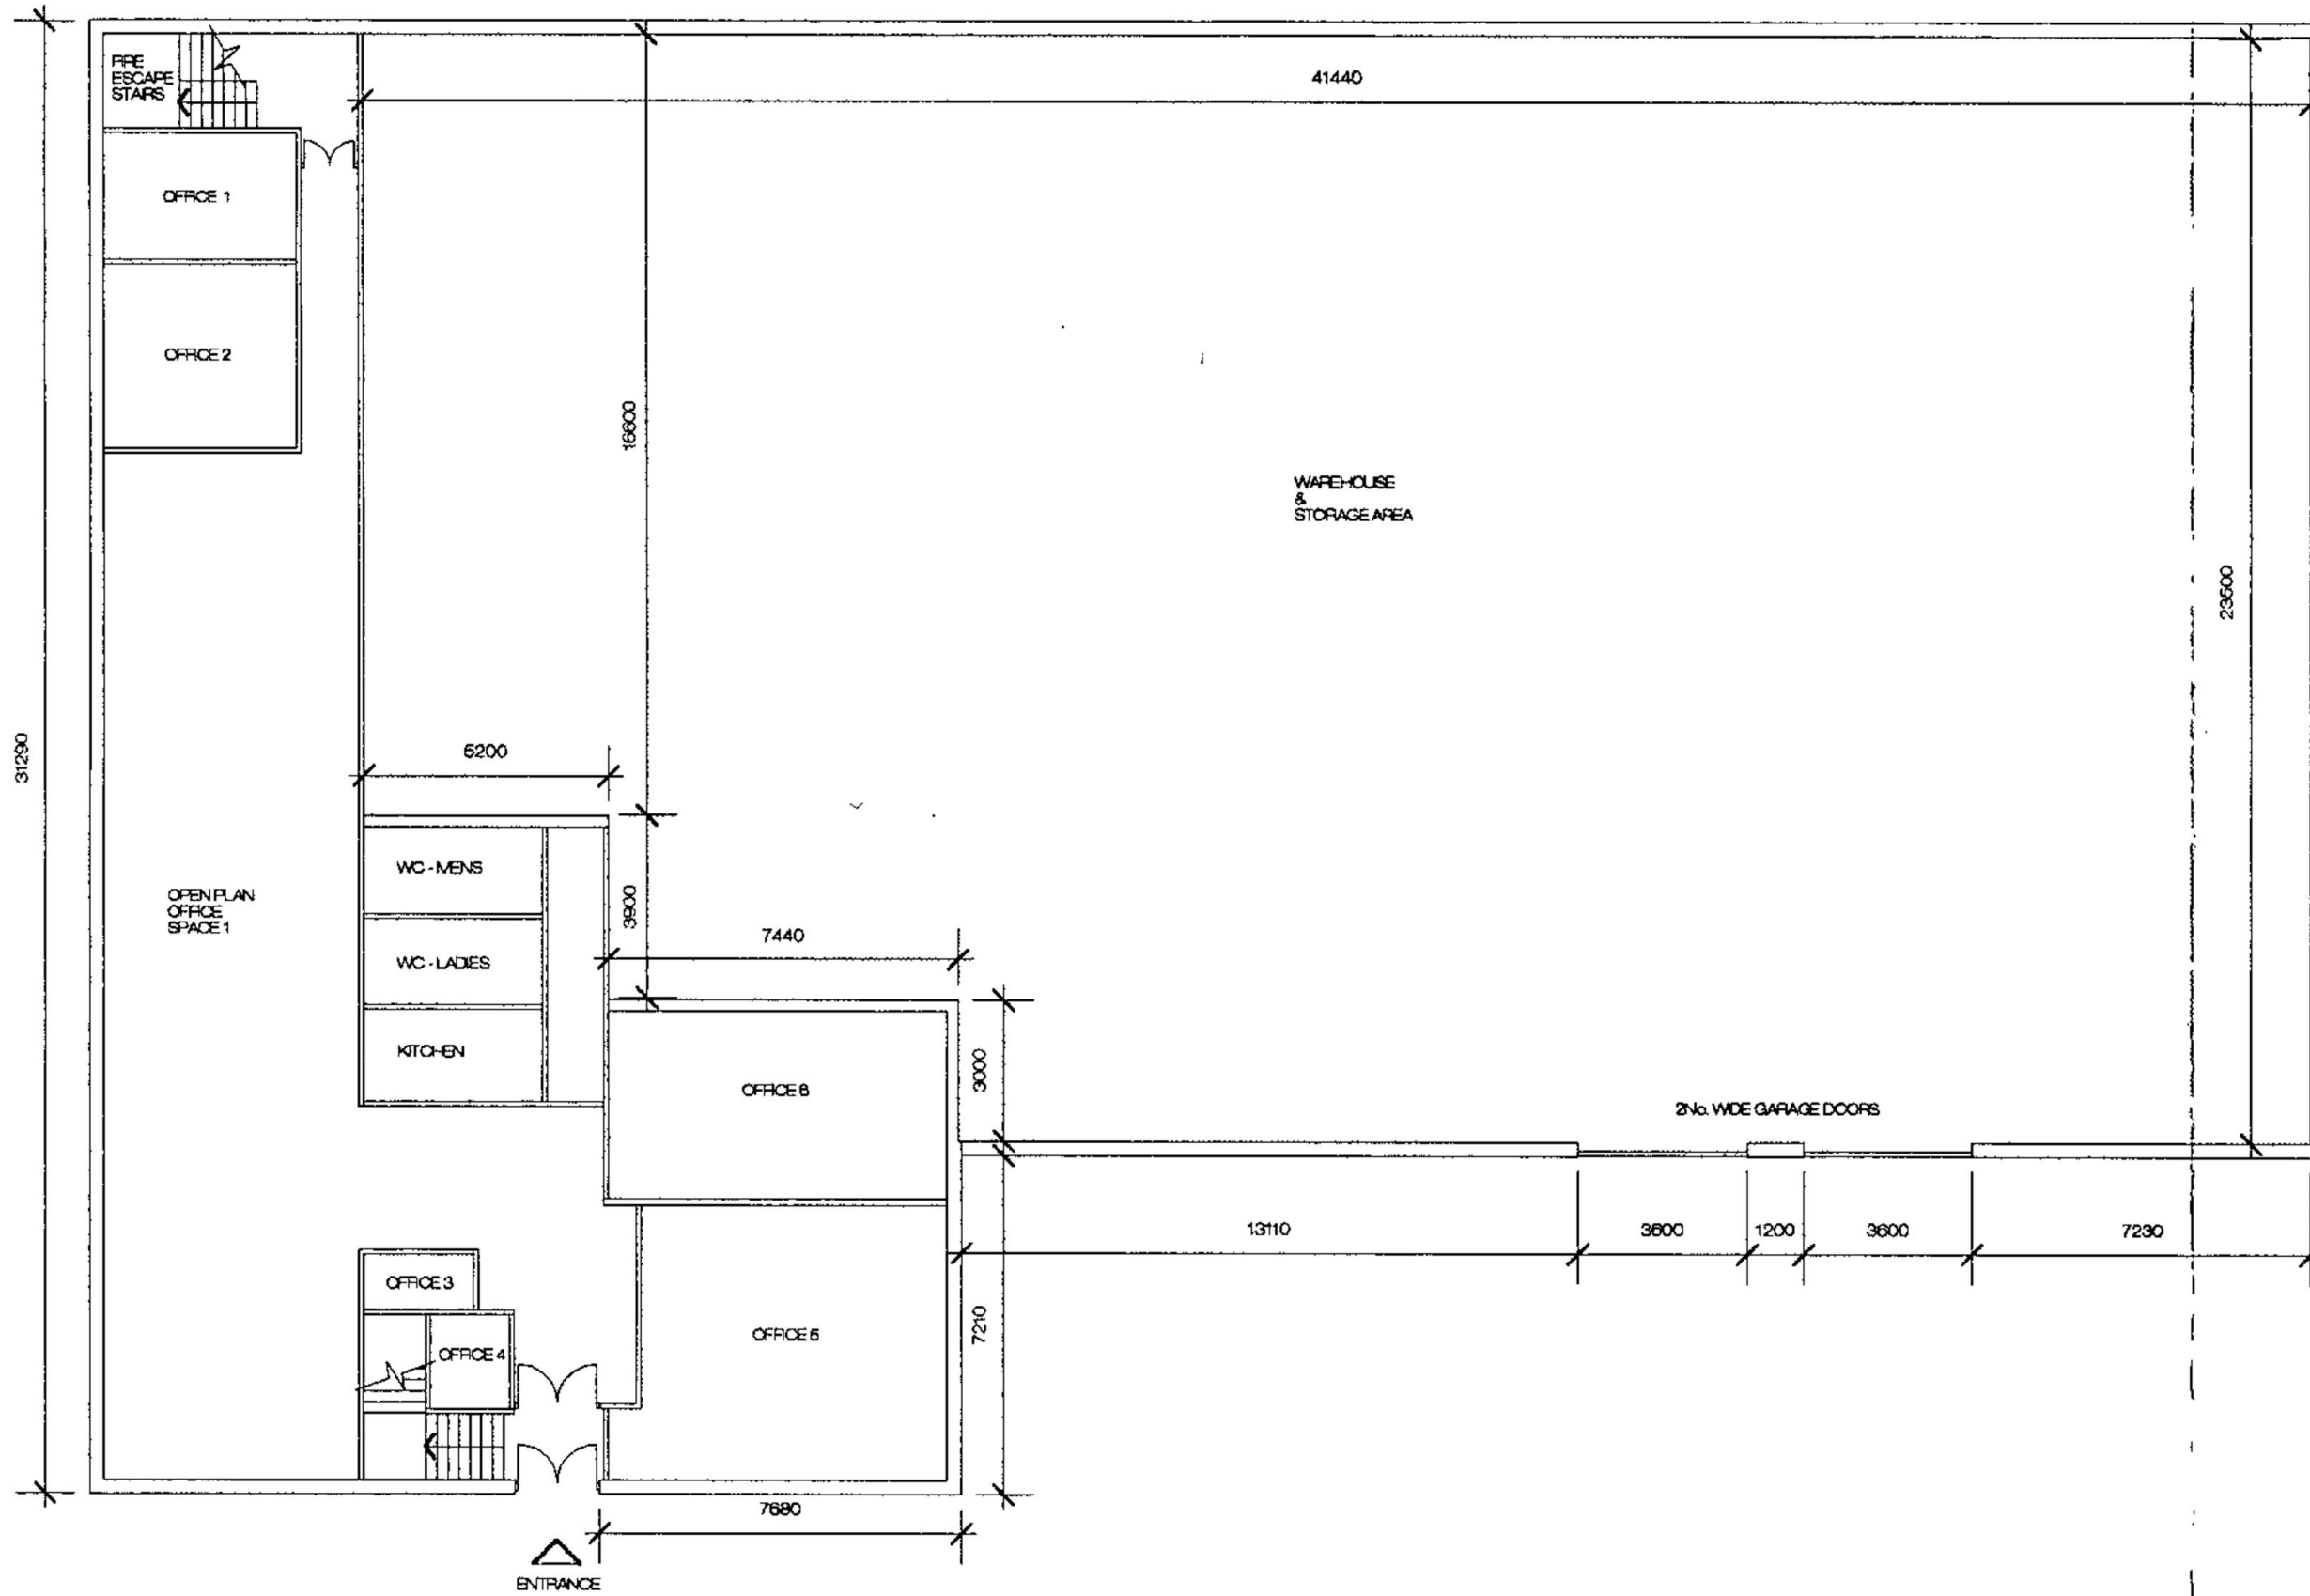 FIRE
ESCAPE
STAIRS
41440
OFFICE 1
OFFICE 2
16600
WAREHOUSE
&
STORAGE AREA
23500
31290
5200
WC - MENS
OPEN PLAN
OFFICE
SPACE 1
3900
7440
WC - LADIES
KITCHEN
OFFICE 6
3000
2No. WIDE GARAGE DOORS
13110
3600
1200
3600
7230
OFFICE 3
OFFICE 4
OFFICE 5
7210
7680
ENTRANCE